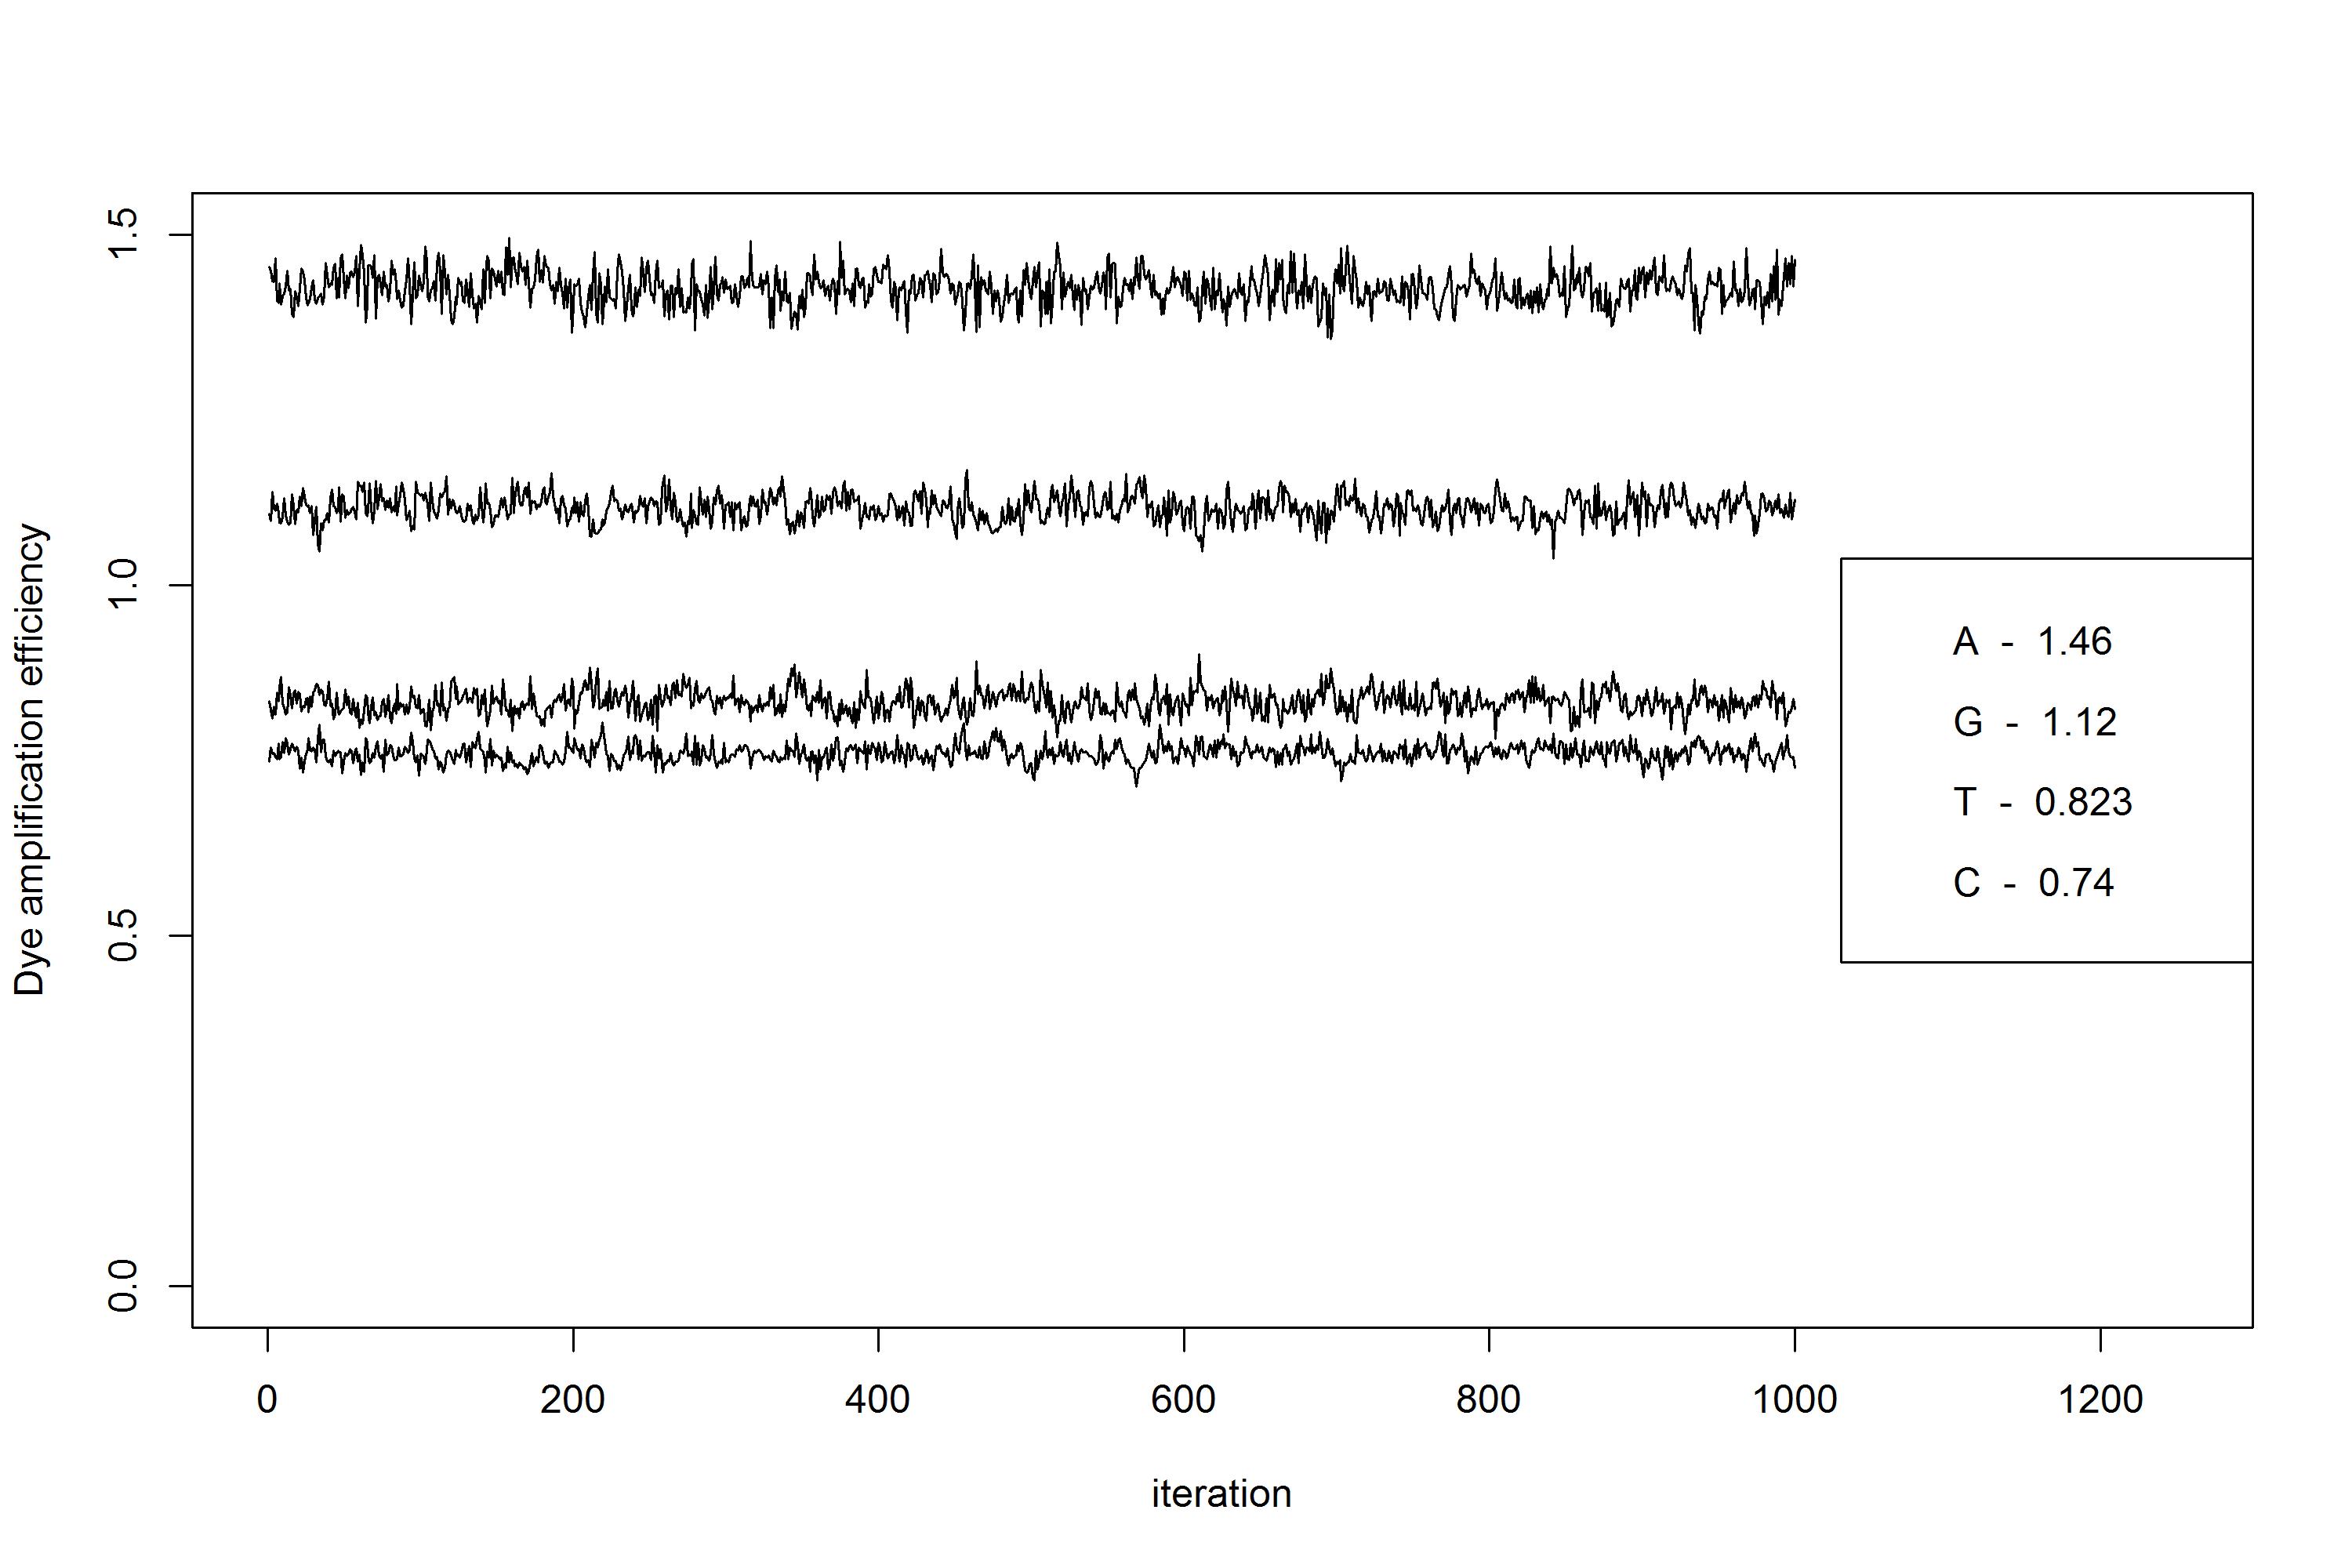 Dye amplification efficiency
1.5
1.0
0.5
0.0
A - 1.46
G - 1.12
T - 0.823
C - 0.74
0 200 400 600 800 1000 1200
iteration